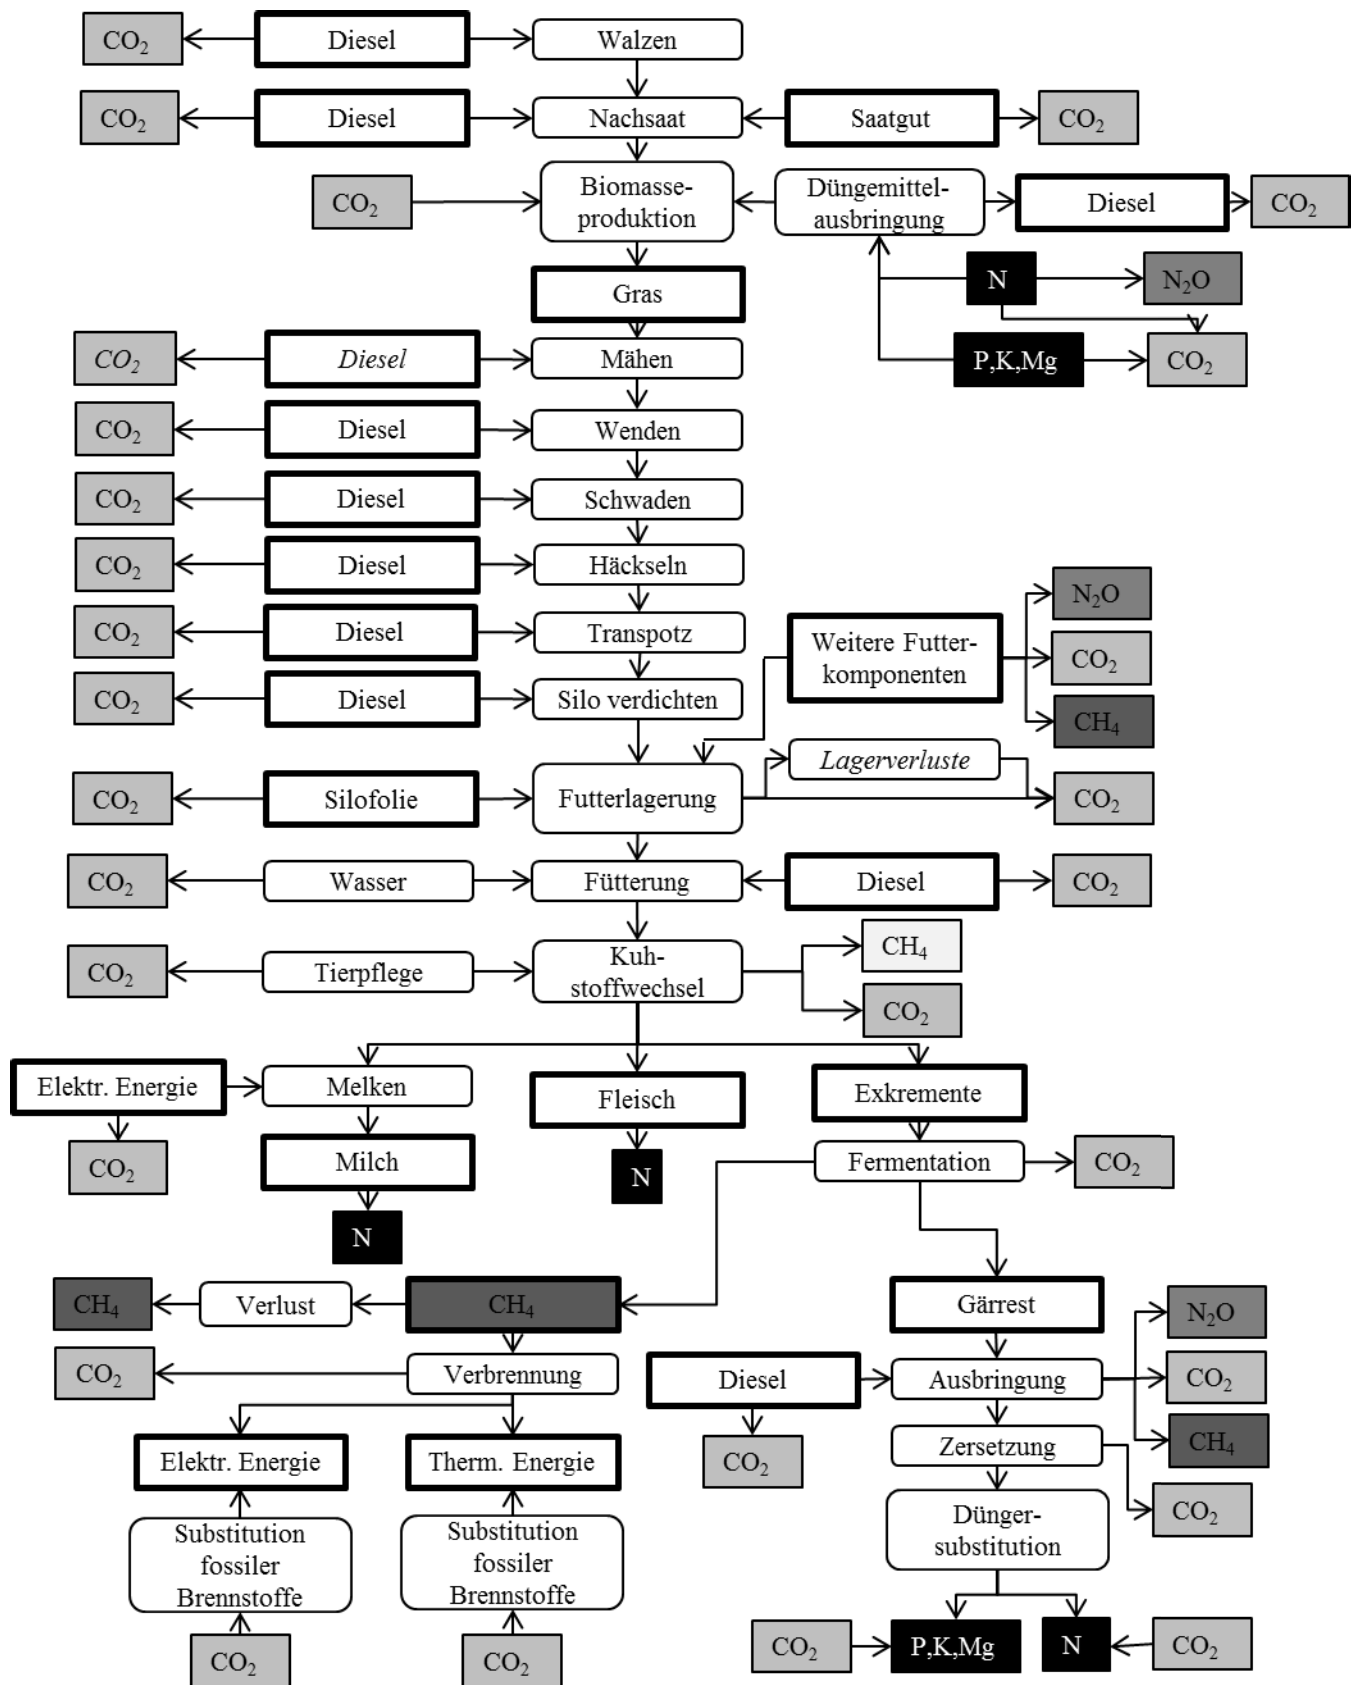 CO₂
Diesel
Walzen
CO₂
Diesel
Nachsaat
Saatgut
CO₂
CO₂
Biomasse-
produktion
Düngemittel-
ausbringung
Diesel
CO₂
Gras
N
N₂O
CO₂
Diesel
Mähen
P,K,Mg
CO₂
CO₂
Diesel
Wenden
CO₂
Diesel
Schwaden
CO₂
Diesel
Häckseln
N₂O
CO₂
Diesel
Transpotz
Weitere Futter-
komponenten
CO₂
CO₂
Diesel
Silo verdichten
CH₄
Lagerverluste
CO₂
Silofolie
Futterlagerung
CO₂
CO₂
Wasser
Fütterung
Diesel
CO₂
CO₂
Tierpflege
Kuh-
stoffwechsel
CH₄
CO₂
Elektr. Energie
Melken
Fleisch
Exkremente
CO₂
Milch
N
Fermentation
CO₂
N
CH₄
Verlust
CH₄
Gärrest
N₂O
CO₂
Verbrennung
Diesel
Ausbringung
CO₂
Elektr. Energie
Therm. Energie
CO₂
Zersetzung
CH₄
CO₂
Substitution
fossiler
Brennstoffe
Substitution
fossiler
Brennstoffe
Dünger-
substitution
CO₂
CO₂
CO₂
P,K,Mg
N
CO₂